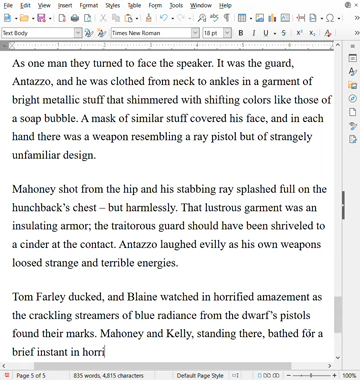 File Edit View Insert Format Styles Table Form Tools Window Help
Text Body Times New Roman 18 pt
As one man they turned to face the speaker. It was the guard,
Antazzo, and he was clothed from neck to ankles in a garment of
bright metallic stuff that shimmered with shifting colors like those of
a soap bubble. A mask of similar stuff covered his face, and in each
hand there was a weapon resembling a ray pistol but of strangely
unfamiliar design.
Mahoney shot from the hip and his stabbing ray splashed full on the
hunchback's chest – but harmlessly. That lustrous garment was an
insulating armor; the traitorous guard should have been shriveled to
a cinder at the contact. Antazzo laughed evilly as his own weapons
loosed strange and terrible energies.
Tom Farley ducked, and Blaine watched in horrified amazement as
the crackling streamers of blue radiance from the dwarf's pistols
found their marks. Mahoney and Kelly, standing there, bathed for a
brief instant in horri
Page 5 of 5 835 words, 4,815 characters Default Page Style 100%